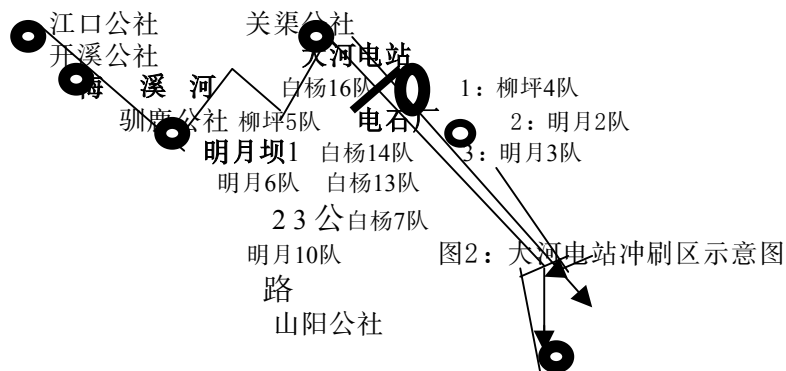 江口公社 关渠公社
开溪公社 大河电站
梅 溪 河 白杨16队 1：柳坪4队
驯鹿公社 柳坪5队 电石厂 2：明月2队
明月坝1 白杨14队 3：明月3队
明月6队 白杨13队
2 3 公白杨7队
明月10队 图2：大河电站冲刷区示意图
路
山阳公社